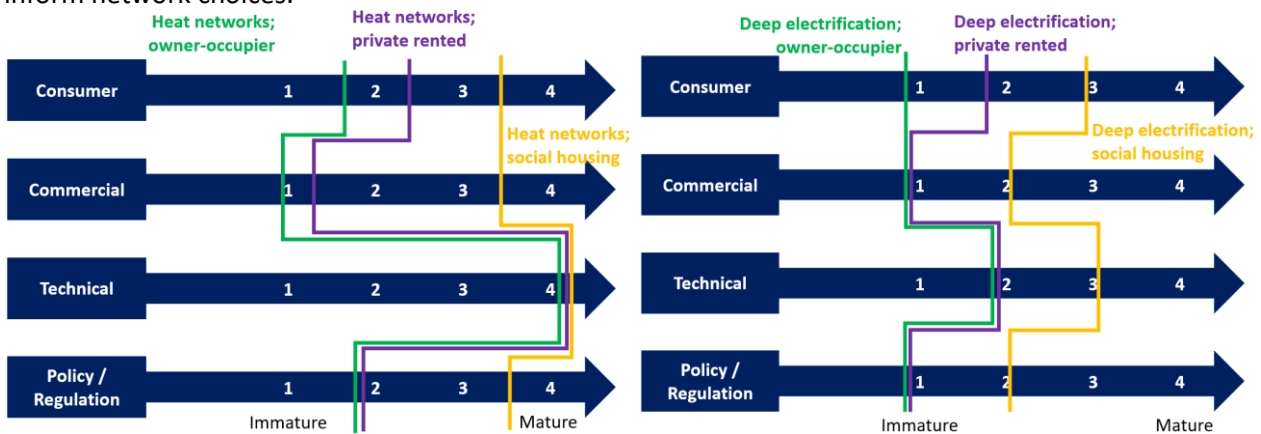 inform network choices.
Heat networks;
owner-occupier
Heat networks;
private rented
Consumer 1 2 3 4
Heat networks;
social housing
Commercial 1 2 3 4
Technical 1 2 3 4
Policy /
Regulation
1 2 3 4
Immature Mature
Deep electrification;
owner-occupier
Deep electrification;
private rented
Consumer 1 2 3 4
Deep electrification;
social housing
Commercial 1 2 3 4
Technical 1 2 3 4
Policy /
Regulation
1 2 3 4
Immature Mature